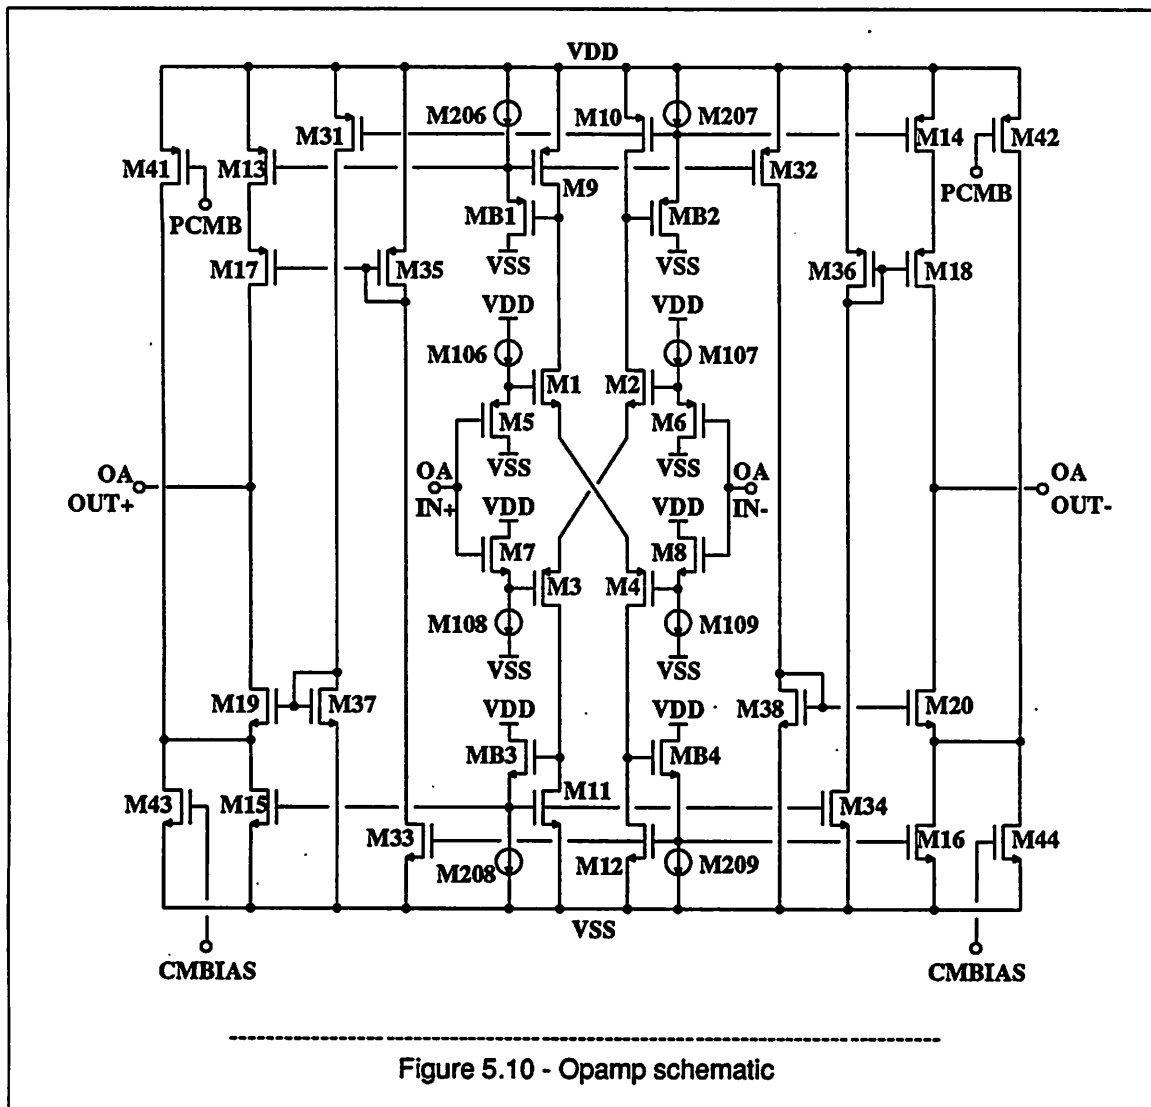 VDD
M206
M10
M207
M31
M14
M42
M41
M13
M9
M32
PCMB
PCMB
MB1
MB2
VSS
VSS
M17
M35
M36
M18
VDD
VDD
M106
M107
M1
M2
M5
M6
VSS
VSS
OA
OUT+
OA
IN+
OA
IN-
OA
OUT-
VDD
VDD
M7
M8
M3
M4
M108
M109
VSS
VSS
M19
M37
VDD
VDD
M38
M20
MB3
MB4
M43
M15
M11
M34
M33
M208
M12
M209
M16
M44
VSS
CMBIAS
CMBIAS
Figure 5.10 - Opamp schematic